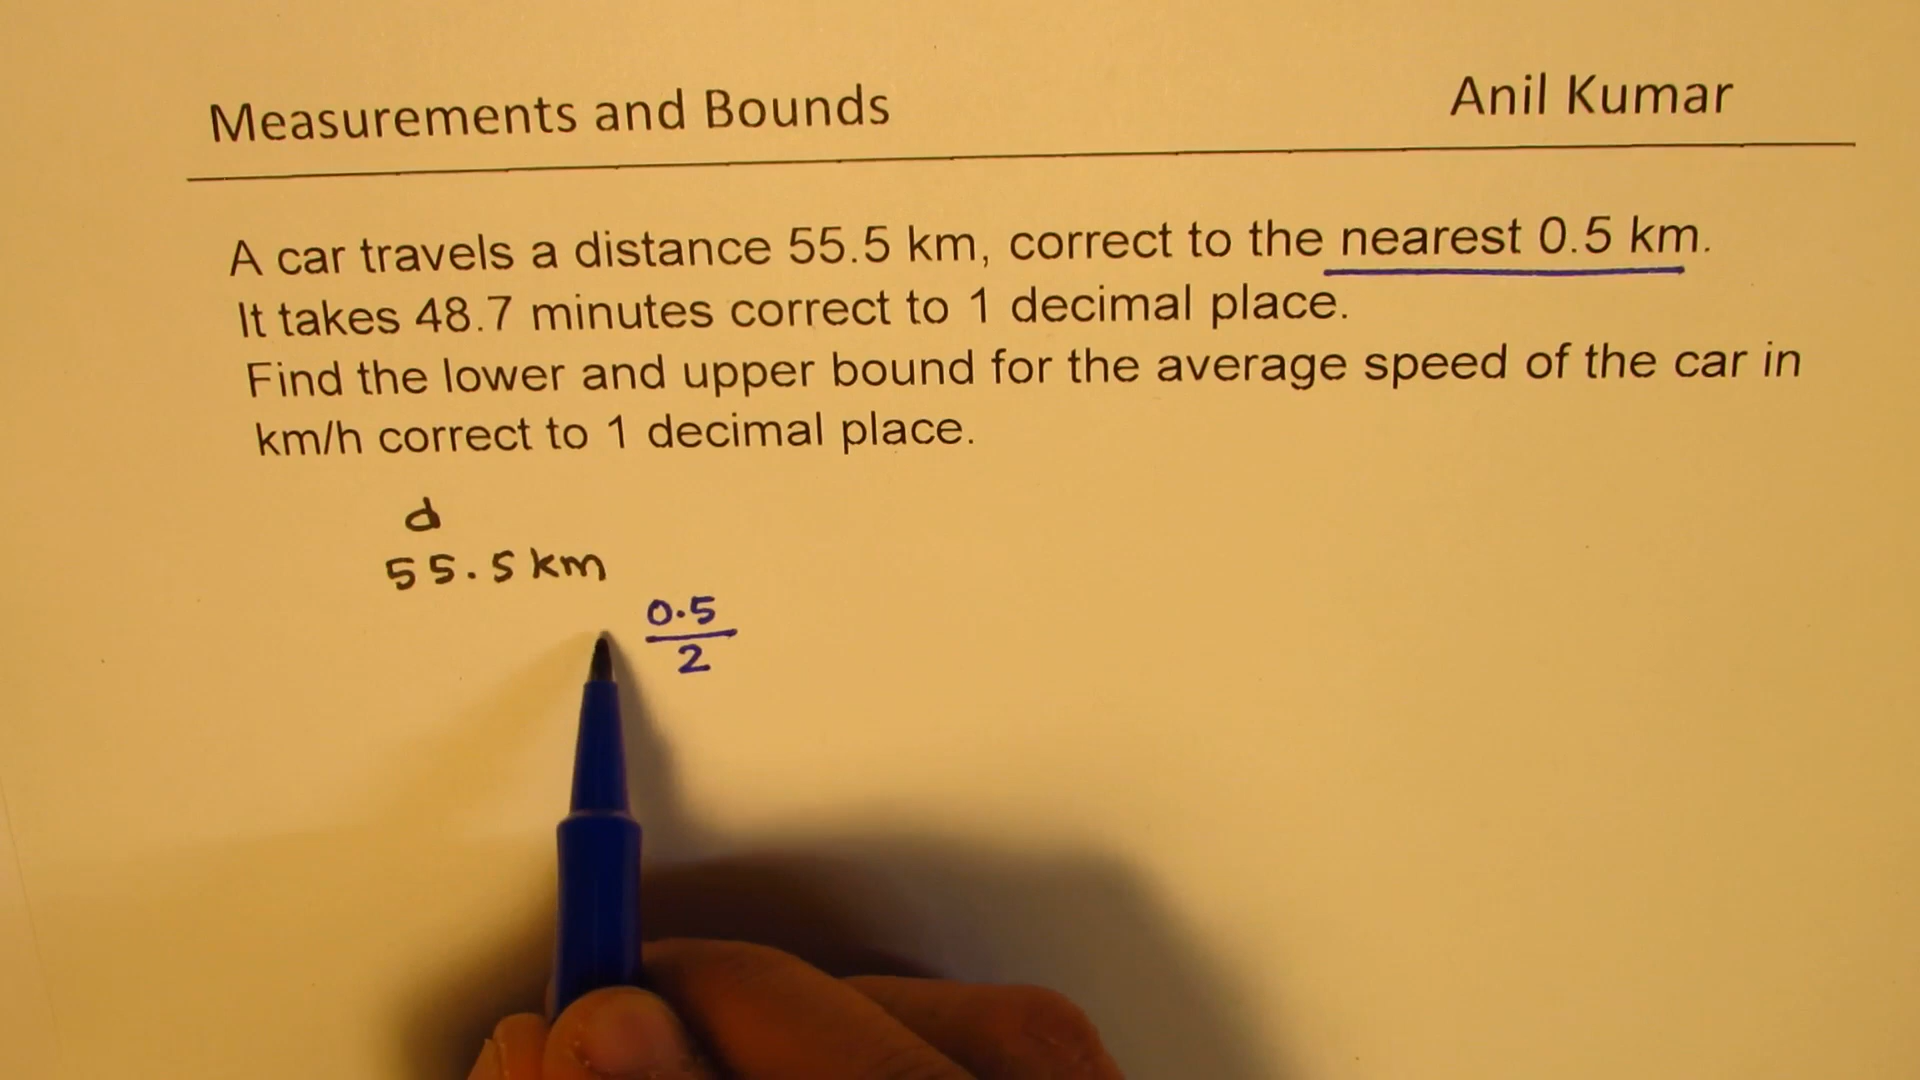 Measurements and Bounds Anil Kumar
A car travels a distance 55.5 km, correct to the nearest 0.5 km.
It takes 48.7 minutes correct to 1 decimal place.
Find the lower and upper bound for the average speed of the car in
km/h correct to 1 decimal place.
d
55.5 km
0.5
2